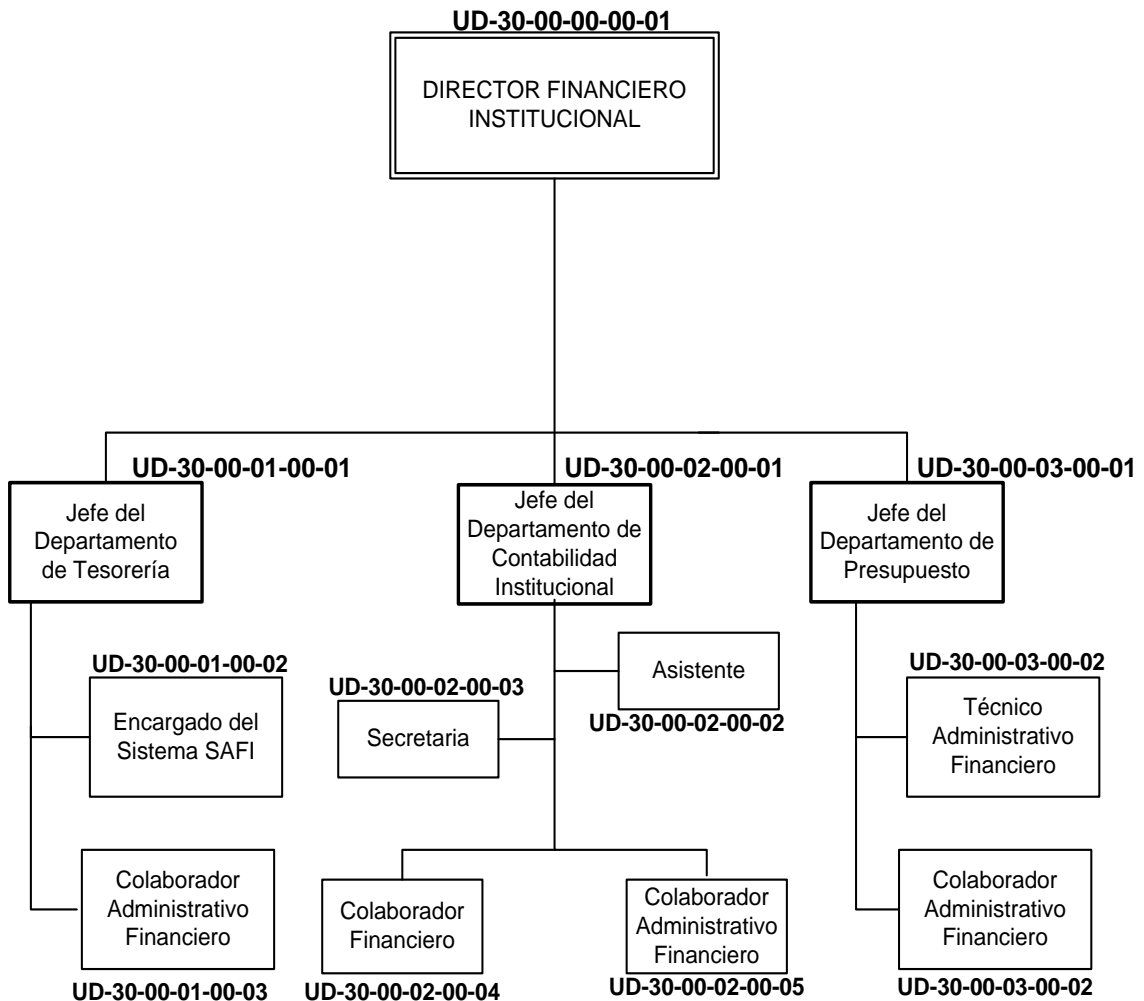 UD-30-00-00-00-01
DIRECTOR FINANCIERO
INSTITUCIONAL
UD-30-00-01-00-01
Jefe del
Departamento
de Tesorería
UD-30-00-02-00-01
Jefe del
Departamento de
Contabilidad
Institucional
UD-30-00-03-00-01
Jefe del
Departamento de
Presupuesto
UD-30-00-01-00-02
Encargado del
Sistema SAFI
UD-30-00-02-00-03
Secretaria
Asistente
UD-30-00-02-00-02
UD-30-00-03-00-02
Técnico
Administrativo
Financiero
Colaborador
Administrativo
Financiero
UD-30-00-01-00-03
Colaborador
Financiero
UD-30-00-02-00-04
Colaborador
Administrativo
Financiero
UD-30-00-02-00-05
Colaborador
Administrativo
Financiero
UD-30-00-03-00-02